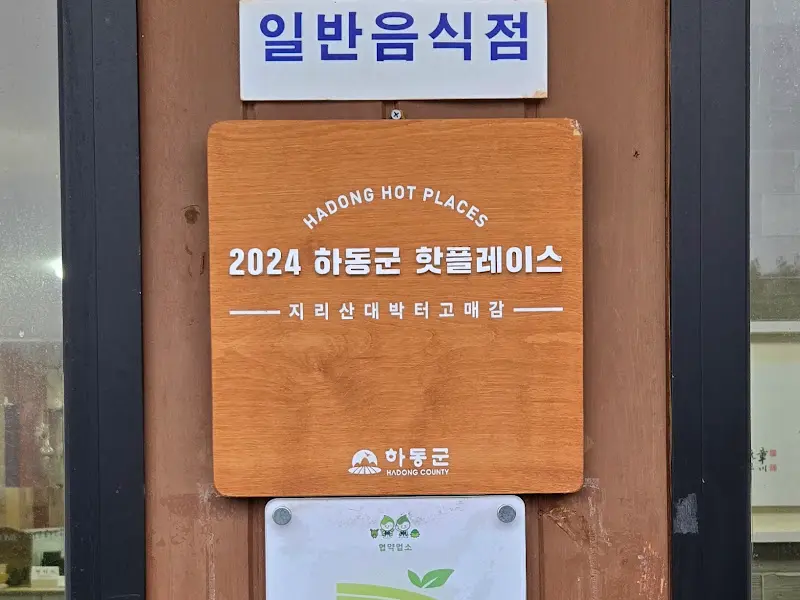 일반음식점
HADONG HOT PLACES
2024 하동군 핫플레이스
지리산대박터고매감
하동군
HADONG COUNTY
협약업소